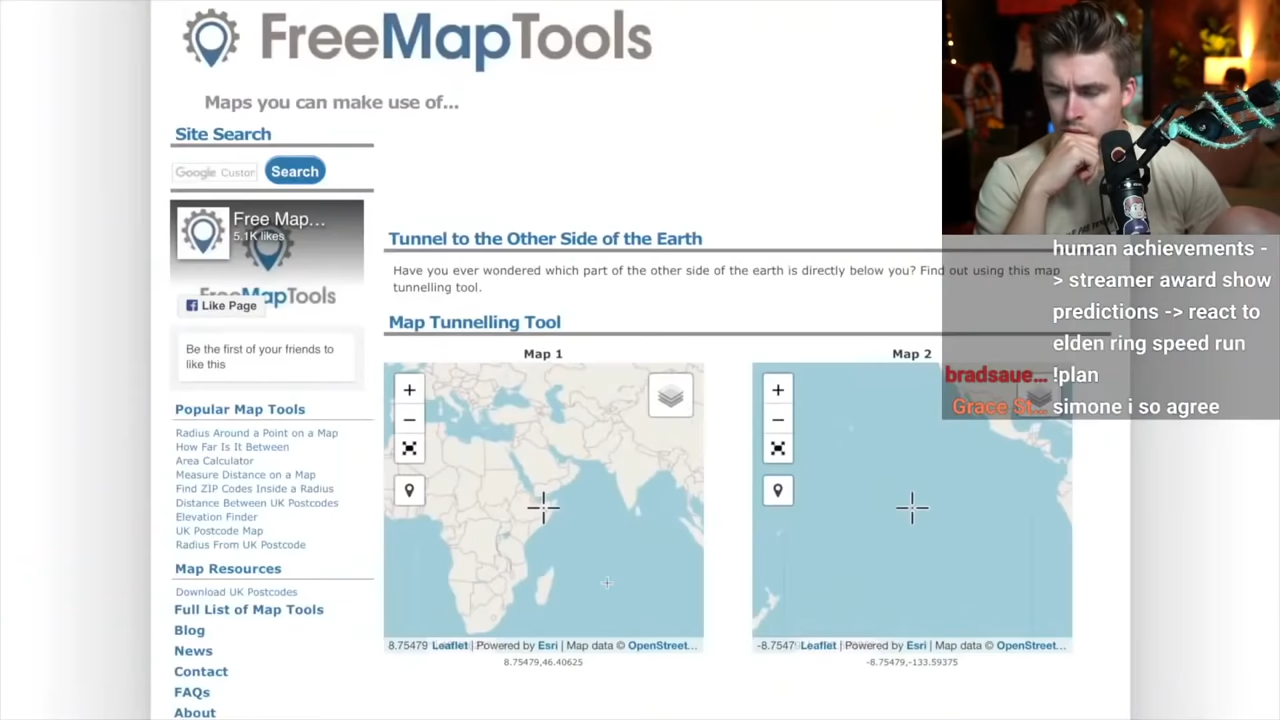 FreeMapTools
Maps you can make use of...
Site Search
Google Custor
Search
Free Map...
5.1K likes
FreeMapTools
Like Page
Be the first of your friends to
like this
Popular Map Tools
Radius Around a Point on a Map
How Far Is It Between
Area Calculator
Measure Distance on a Map
Find ZIP Codes Inside a Radius
Distance Between UK Postcodes
Elevation Finder
UK Postcode Map
Radius From UK Postcode
Map Resources
Download UK Postcodes
Full List of Map Tools
Blog
News
Contact
FAQs
About
Tunnel to the Other Side of the Earth
Have you ever wondered which part of the other side of the earth is directly below you? Find out using this map
tunnelling tool.
Map Tunnelling Tool
Map 1
8.75479 Leaflet | Powered by Esri | Map data © OpenStreet...
8.75479,46.40625
Map 2
-8.7547 Leaflet | Powered by Esri | Map data © OpenStreet...
-8.75479,-133.59375
human achievements -
> streamer award show
predictions -> react to
elden ring speed run
bradsaue... !plan
Grace St... simone i so agree